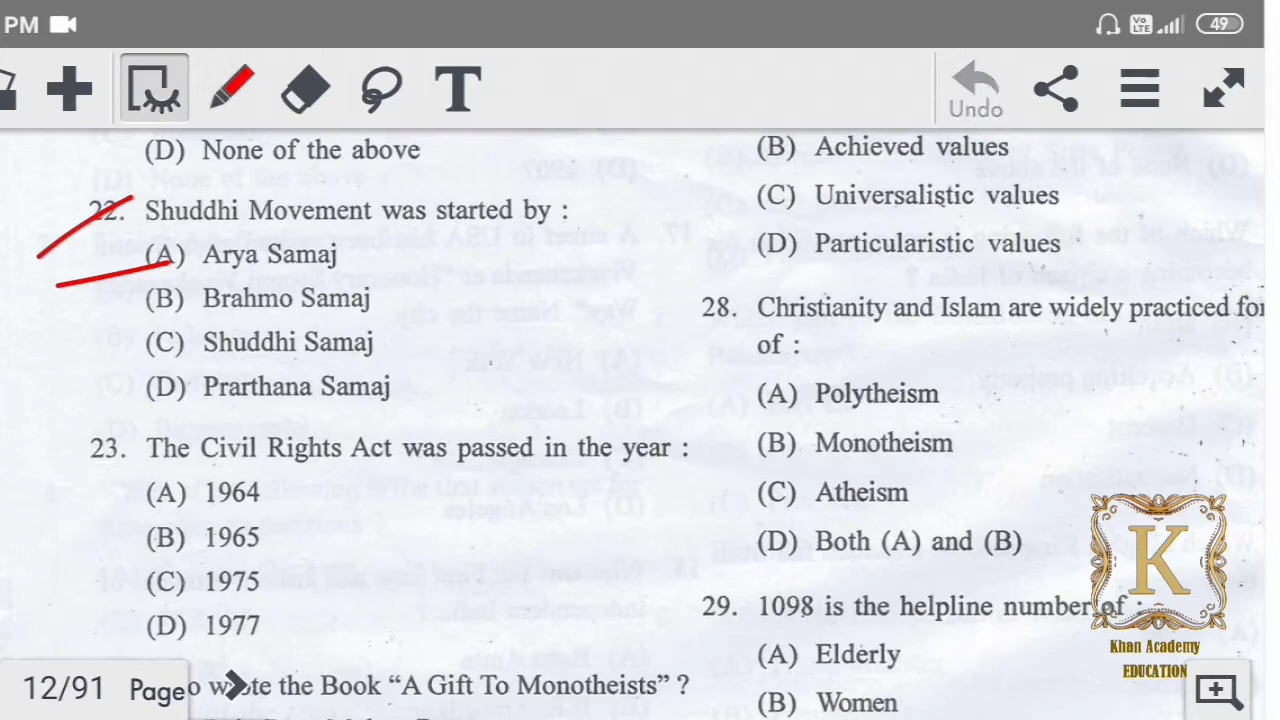 PM
Vo LTE
49
T
Undo
(D) None of the above
22. Shuddhi Movement was started by :
(A) Arya Samaj
(B) Brahmo Samaj
(C) Shuddhi Samaj
(D) Prarthana Samaj
23. The Civil Rights Act was passed in the year :
(A) 1964
(B) 1965
(C) 1975
(D) 1977
the Book “A Gift To Monotheists” ?
(B) Achieved values
(C) Universalistic values
(D) Particularistic values
28. Christianity and Islam are widely practiced
of :
(A) Polytheism
(B) Monotheism
(C) Atheism
(D) Both (A) and (B)
29. 1098 is the helpline number of :
(A) Elderly
(B) Women
K
Khan Academy
EDUCATION
12/91 Page